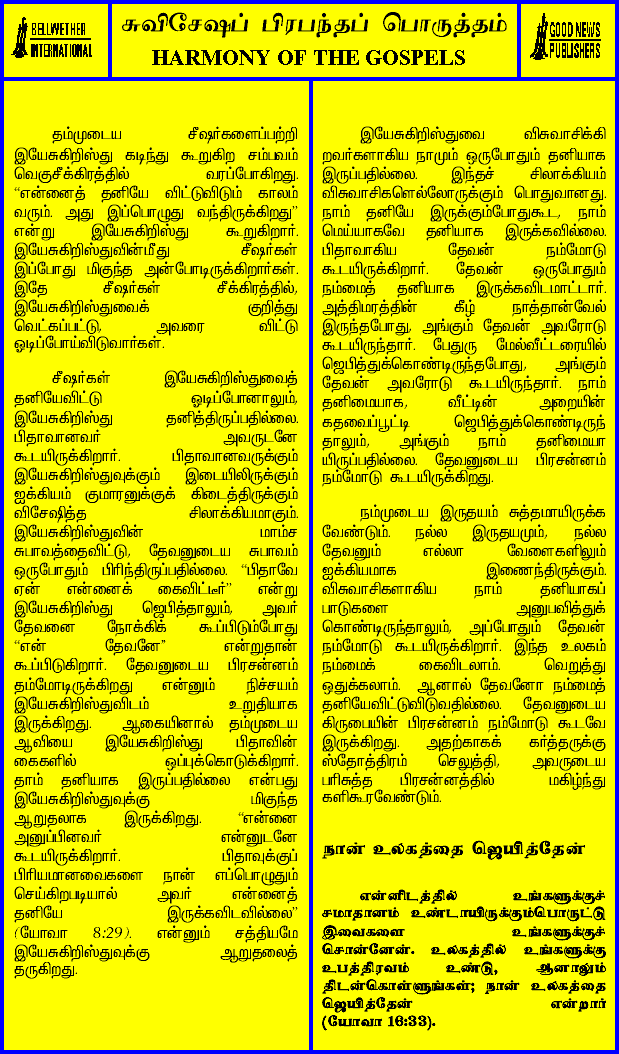 BELLWETHER
INTERNATIONAL
சுவிசேஷப் பிரபந்தப் பொருத்தம்
HARMONY OF THE GOSPELS
GOOD NEWS
PUBLISHERS
தம்முடைய சீஷர்களைப்பற்றி
இயேசுகிறிஸ்து கடிந்து கூறுகிற சம்பவம்
வெகுசீக்கிரத்தில் வரப்போகிறது.
“என்னைத் தனியே விட்டுவிடும் காலம்
வரும். அது இப்பொழுது வந்திருக்கிறது”
என்று இயேசுகிறிஸ்து கூறுகிறார்.
இயேசுகிறிஸ்துவின்மீது சீஷர்கள்
இப்போது மிகுந்த அன்போடிருக்கிறார்கள்.
இதே சீஷர்கள் சீக்கிரத்தில்,
இயேசுகிறிஸ்துவைக் குறித்து
வெட்கப்பட்டு, அவரை விட்டு
ஓடிப்போய்விடுவார்கள்.
சீஷர்கள் இயேசுகிறிஸ்துவைத்
தனியேவிட்டு ஓடிப்போனாலும்,
இயேசுகிறிஸ்து தனித்திருப்பதில்லை.
பிதாவானவர் அவருடனே
கூடயிருக்கிறார். பிதாவானவருக்கும்
இயேசுகிறிஸ்துவுக்கும் இடையிலிருக்கும்
ஐக்கியம் குமாரனுக்குக் கிடைத்திருக்கும்
விசேஷித்த சிலாக்கியமாகும்.
இயேசுகிறிஸ்துவின் மாம்ச
சுபாவத்தைவிட்டு, தேவனுடைய சுபாவம்
ஒருபோதும் பிரிந்திருப்பதில்லை. “பிதாவே
ஏன் என்னைக் கைவிட்டீர்” என்று
இயேசுகிறிஸ்து ஜெபித்தாலும், அவர்
தேவனை நோக்கிக் கூப்பிடும்போது
“என் தேவனே” என்றுதான்
கூப்பிடுகிறார். தேவனுடைய பிரசன்னம்
தம்மோடிருக்கிறது என்னும் நிச்சயம்
இயேசுகிறிஸ்துவிடம் உறுதியாக
இருக்கிறது. ஆகையினால் தம்முடைய
ஆவியை இயேசுகிறிஸ்து பிதாவின்
கைகளில் ஒப்புக்கொடுக்கிறார்.
தாம் தனியாக இருப்பதில்லை என்பது
இயேசுகிறிஸ்துவுக்கு மிகுந்த
ஆறுதலாக இருக்கிறது. “என்னை
அனுப்பினவர் என்னுடனே
கூடயிருக்கிறார். பிதாவுக்குப்
பிரியமானவைகளை நான் எப்பொழுதும்
செய்கிறபடியால் அவர் என்னைத்
தனியே இருக்கவிடவில்லை”
(யோவா 8:29). என்னும் சத்தியமே
இயேசுகிறிஸ்துவுக்கு ஆறுதலைத்
தருகிறது.
இயேசுகிறிஸ்துவை விசுவாசிக்கி
றவர்களாகிய நாமும் ஒருபோதும் தனியாக
இருப்பதில்லை. இந்தச் சிலாக்கியம்
விசுவாசிகளெல்லோருக்கும் பொதுவானது.
நாம் தனியே இருக்கும்போதுகூட, நாம்
மெய்யாகவே தனியாக இருக்கவில்லை.
பிதாவாகிய தேவன் நம்மோடு
கூடயிருக்கிறார். தேவன் ஒருபோதும்
நம்மைத் தனியாக இருக்கவிடமாட்டார்.
அத்திமரத்தின் கீழ் நாத்தான்வேல்
இருந்தபோது, அங்கும் தேவன் அவரோடு
கூடயிருந்தார். பேதுரு மேல்வீட்டரையில்
ஜெபித்துக்கொண்டிருந்தபோது, அங்கும்
தேவன் அவரோடு கூடயிருந்தார். நாம்
தனிமையாக, வீட்டின் அறையின்
கதவைப்பூட்டி ஜெபித்துக்கொண்டிருந்
தாலும், அங்கும் நாம் தனிமையா
யிருப்பதில்லை. தேவனுடைய பிரசன்னம்
நம்மோடு கூடயிருக்கிறது.
நம்முடைய இருதயம் சுத்தமாயிருக்க
வேண்டும். நல்ல இருதயமும், நல்ல
தேவனும் எல்லா வேளைகளிலும்
ஐக்கியமாக இணைந்திருக்கும்.
விசுவாசிகளாகிய நாம் தனியாகப்
பாடுகளை அனுபவித்துக்
கொண்டிருந்தாலும், அப்போதும் தேவன்
நம்மோடு கூடயிருக்கிறார். இந்த உலகம்
நம்மைக் கைவிடலாம். வெறுத்து
ஒதுக்கலாம். ஆனால் தேவனோ நம்மைத்
தனியேவிட்டுவிடுவதில்லை. தேவனுடைய
கிருபையின் பிரசன்னம் நம்மோடு கூடவே
இருக்கிறது. அதற்காகக் கர்த்தருக்கு
ஸ்தோத்திரம் செலுத்தி, அவருடைய
பரிசுத்த பிரசன்னத்தில் மகிழ்ந்து
களிகூரவேண்டும்.
நான் உலகத்தை ஜெயித்தேன்
என்னிடத்தில் உங்களுக்குச்
சமாதானம் உண்டாயிருக்கும்பொருட்டு
இவைகளை உங்களுக்குச்
சொன்னேன். உலகத்தில் உங்களுக்கு
உபத்திரவம் உண்டு, ஆனாலும்
திடன்கொள்ளுங்கள்; நான் உலகத்தை
ஜெயித்தேன் என்றார்
(யோவா 16:33).